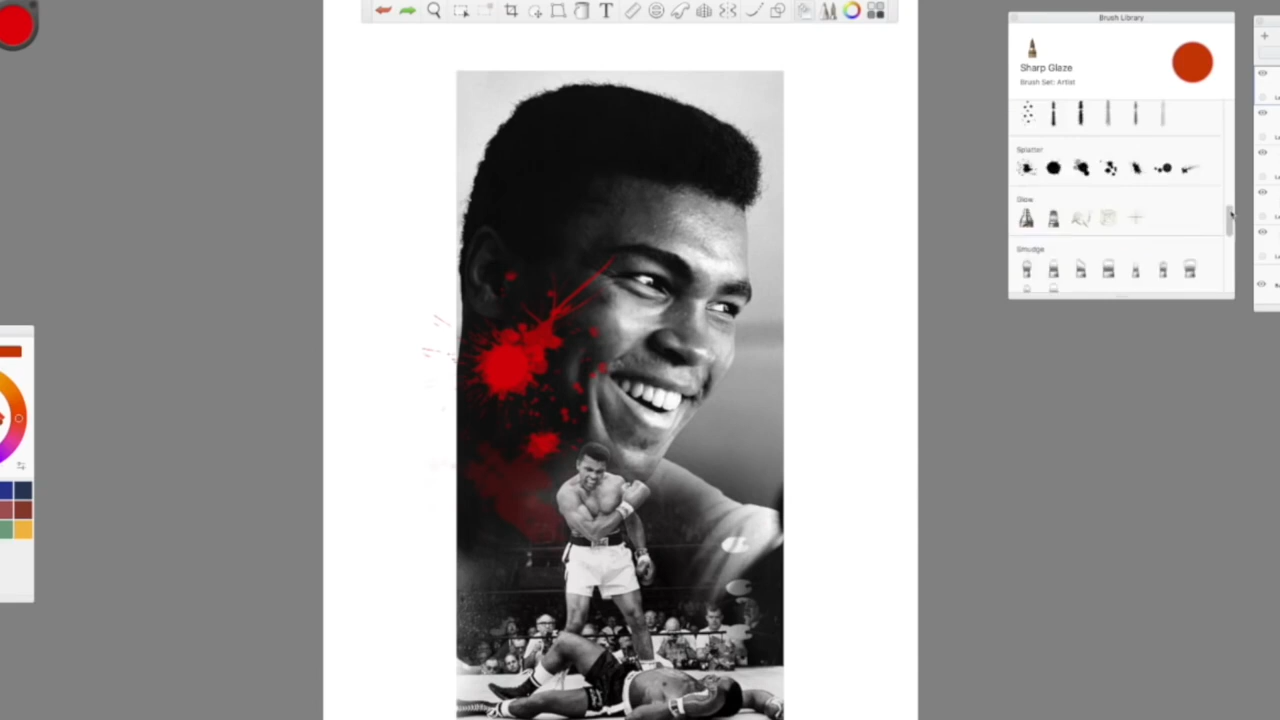 T
Brush Library
Sharp Glaze
Brush Set: Artist
Splatter
Glow
Smudge